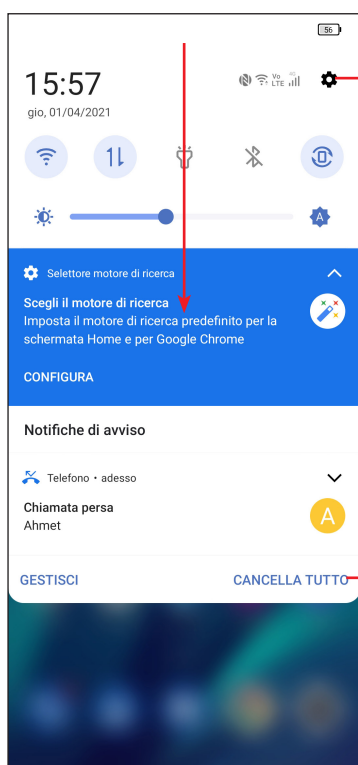 56
15:57
Vo
LTE
4G
gio, 01/04/2021
A
Selettore motore di ricerca
Scegli il motore di ricerca
Imposta il motore di ricerca predefinito per la
schermata Home e per Google Chrome
CONFIGURA
Notifiche di avviso
Telefono • adesso
Chiamata persa
Ahmet
A
GESTISCI
CANCELLA TUTTO